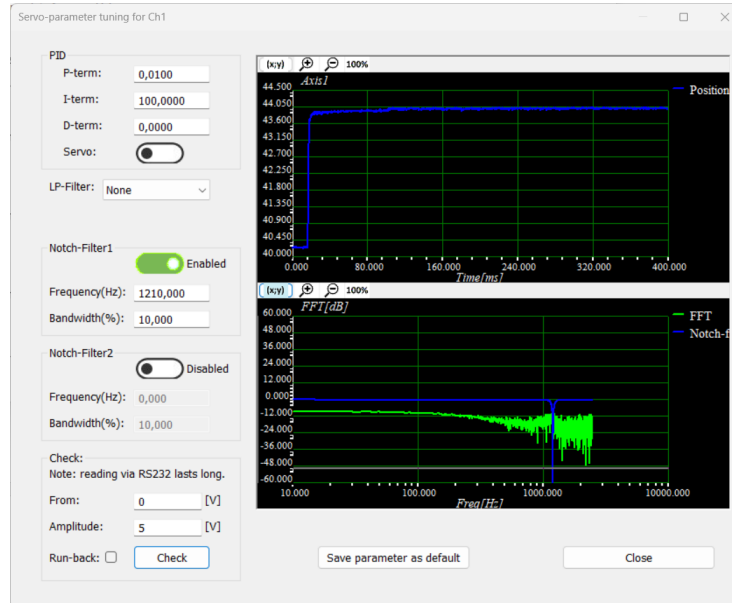 Servo-parameter tuning for Ch1
PID
P-term: 0,0100
I-term: 100,0000
D-term: 0,0000
Servo:
LP-Filter: None
Notch-Filter1
Enabled
Frequency(Hz): 1210,000
Bandwidth(%): 10,000
Notch-Filter2
Disabled
Frequency(Hz): 0,000
Bandwidth(%): 10,000
Check:
Note: reading via RS232 lasts long.
From: 0 [V]
Amplitude: 5 [V]
Run-back: Check
(x;y) 100%
Axis1
44.500
44.050
43.600
43.150
42.700
42.250
41.800
41.350
40.900
40.450
40.000
Position
0.000 80.000 160.000 240.000 320.000 400.000
Time[ms]
(x;y) 100%
FFT[dB]
60.000
48.000
36.000
24.000
12.000
0.000
-12.000
-24.000
-36.000
-48.000
-60.000
FFT
Notch-f
10.000 100.000 1000.000 10000.000
Freq[Hz]
Save parameter as default
Close